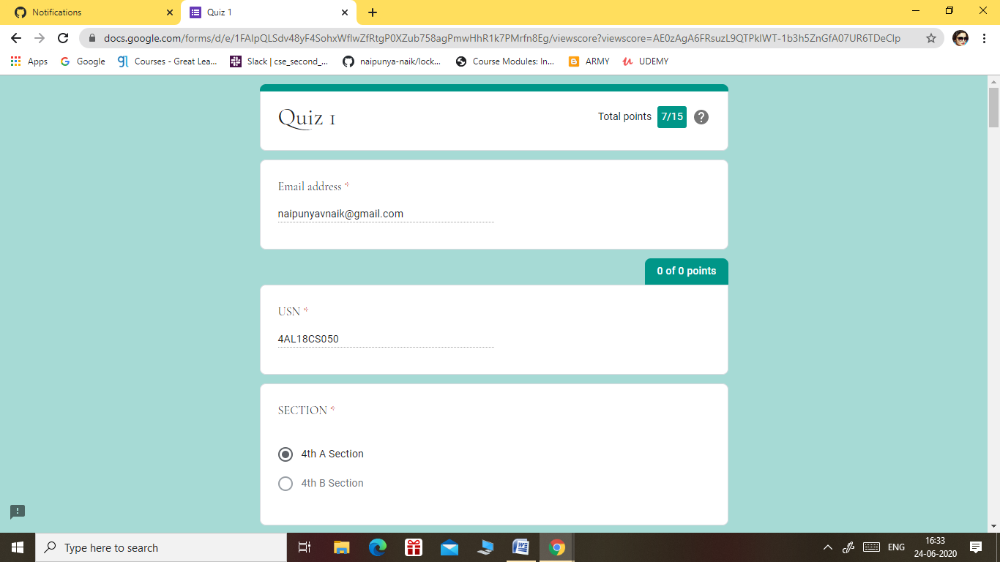 Notifications
Quiz 1
docs.google.com/forms/d/e/1FAIpQLSdv48yF4SohxWflwZfRtgP0XZub758agPmwHhR1k7PMrfn8Eg/viewscore?viewscore=AE0zAgA6FRsuzL9QTPkIWT-1b3h5ZnGfA07UR6TDeCIp
Apps
Google
Courses - Great Lea...
Slack | cse_second_...
naipunya-naik/lock...
Course Modules: In...
ARMY
UDEMY
Quiz 1
Total points 7/15
Email address *
naipunyavnaik@gmail.com
0 of 0 points
USN *
4AL18CS050
SECTION *
4th A Section
4th B Section
Type here to search
ENG
16:33
24-06-2020